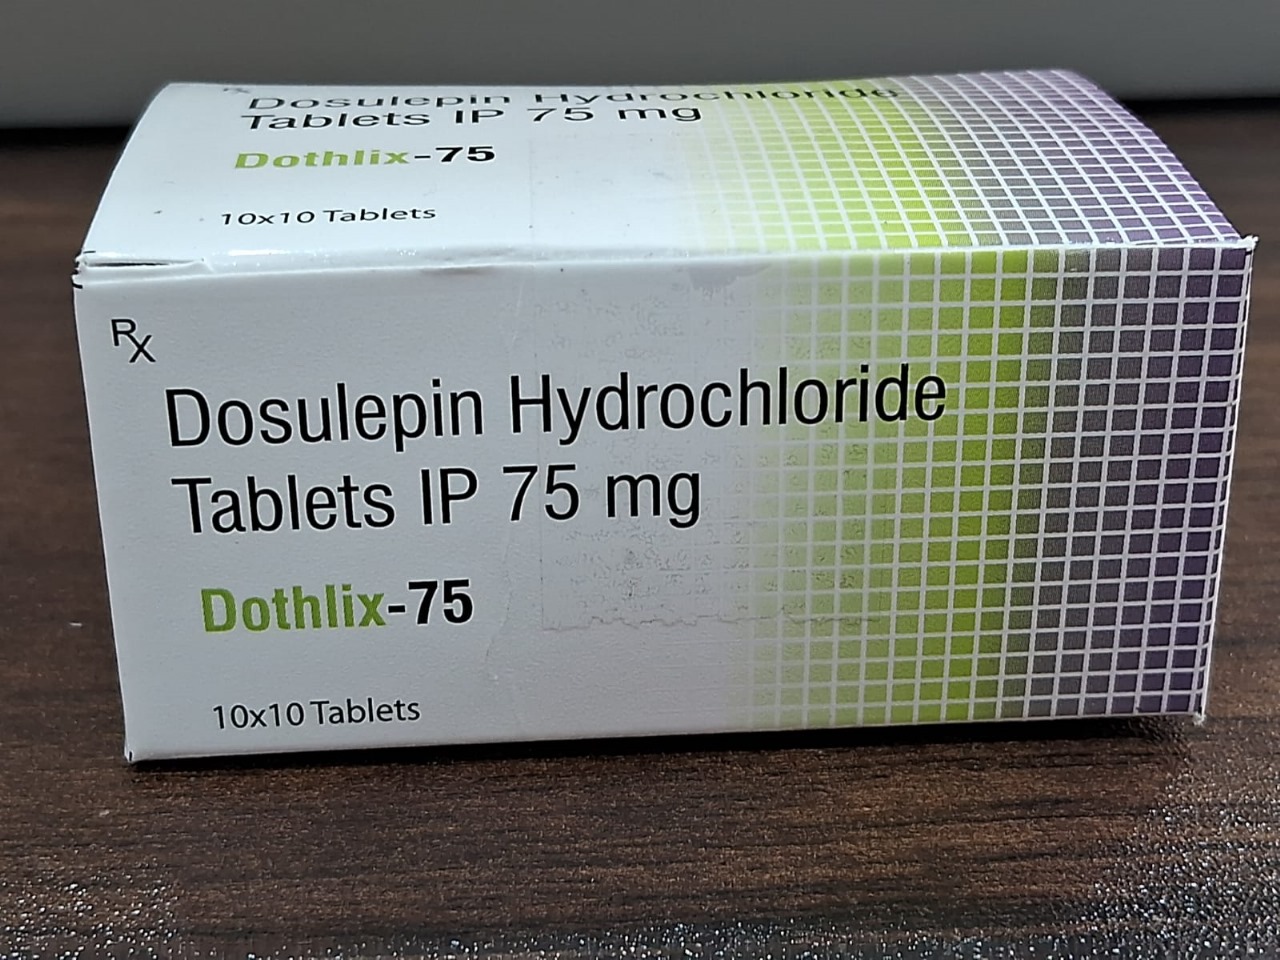 Rx
Dosulepin Hydrochloride
Tablets IP 75 mg
Dothlix-75
10x10 Tablets
Rx
Dosulepin Hydrochloride
Tablets IP 75 mg
Dothlix-75
10x10 Tablets